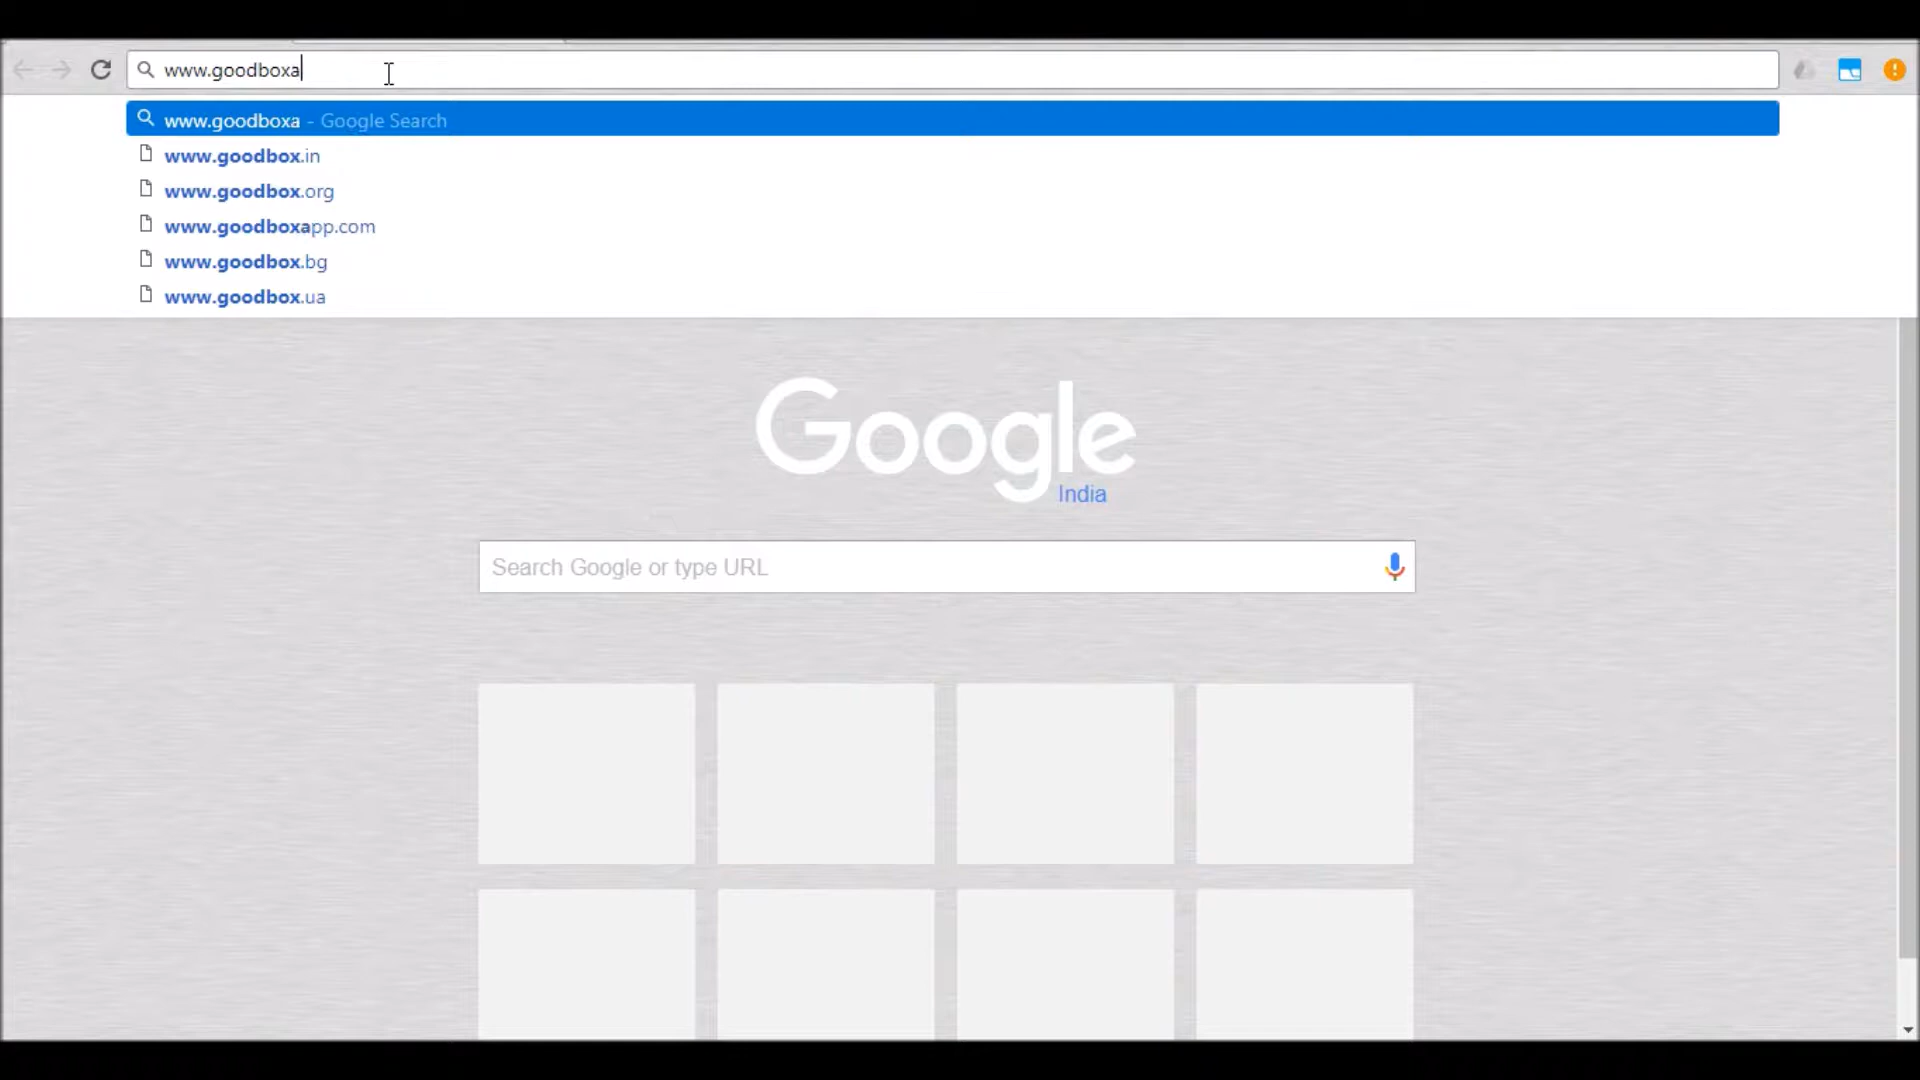 www.goodboxa
www.goodboxa - Google Search
www.goodbox.in
www.goodbox.org
www.goodboxapp.com
www.goodbox.bg
www.goodbox.ua
Google
India
Search Google or type URL